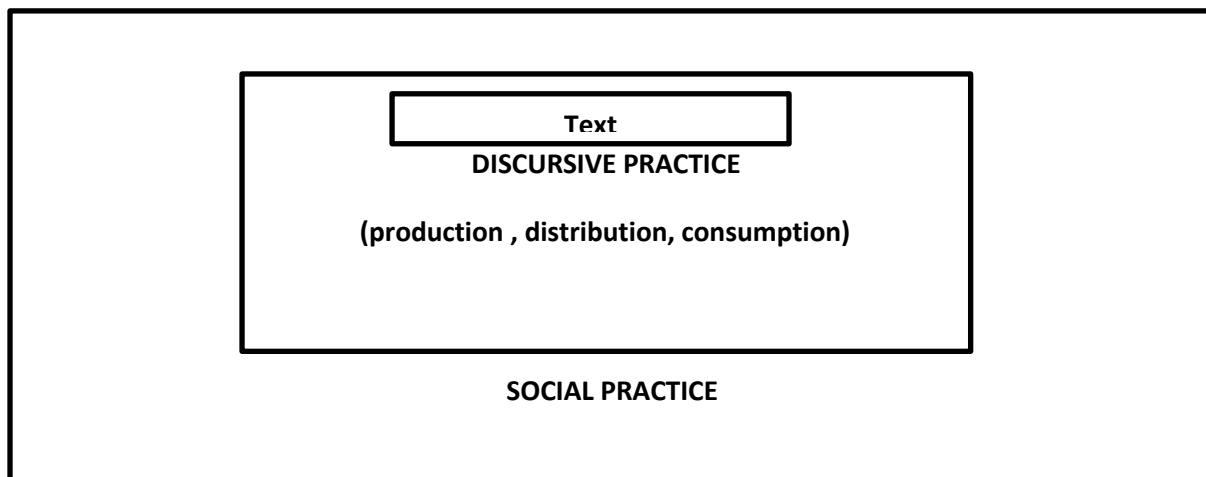 Text
DISCURSIVE PRACTICE
(production , distribution, consumption)
SOCIAL PRACTICE